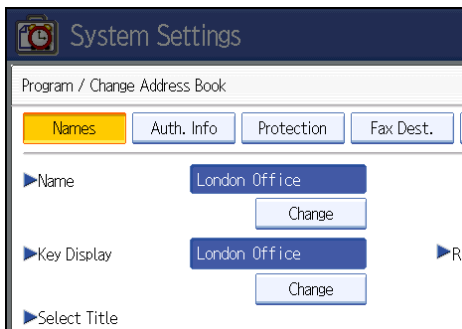 System Settings
Program / Change Address Book
Names Auth. Info Protection Fax Dest.
▶Name London Office
Change
▶Key Display London Office ▶R
Change
▶Select Title